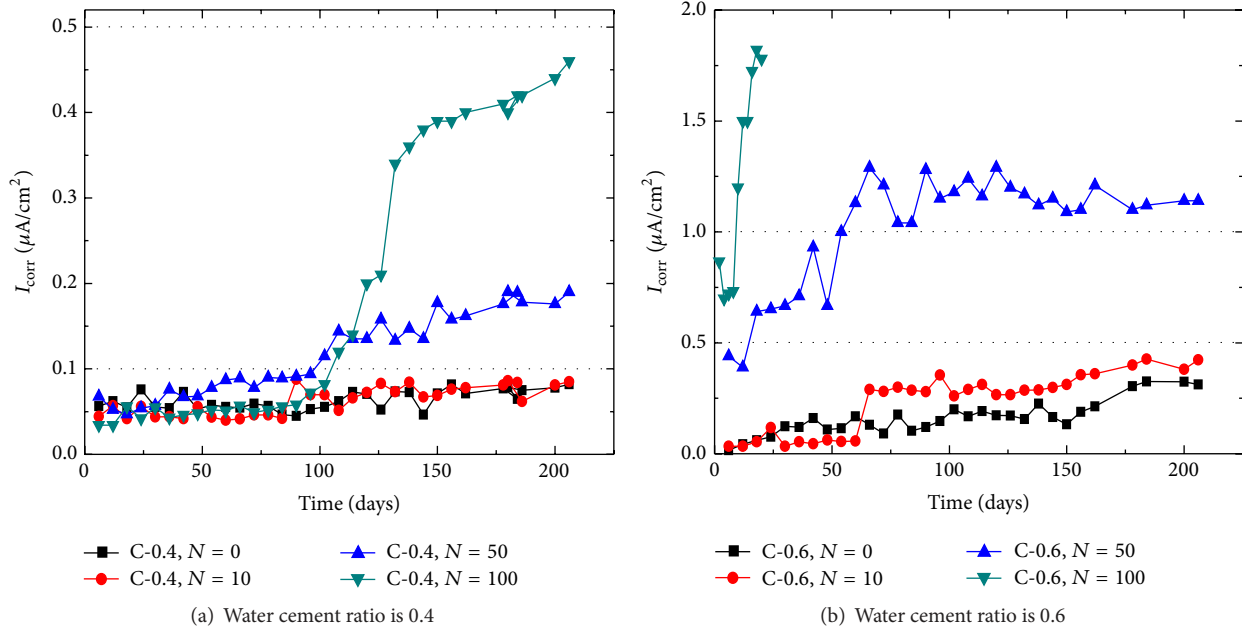 0.5
0.4
0.3
0.2
0.1
0.0
I_corr (μA/cm²)
0 50 100 150 200
Time (days)
C-0.4, N = 0
C-0.4, N = 10
C-0.4, N = 50
C-0.4, N = 100
(a) Water cement ratio is 0.4
2.0
1.5
1.0
0.5
0.0
I_corr (μA/cm²)
0 50 100 150 200
Time (days)
C-0.6, N = 0
C-0.6, N = 10
C-0.6, N = 50
C-0.6, N = 100
(b) Water cement ratio is 0.6